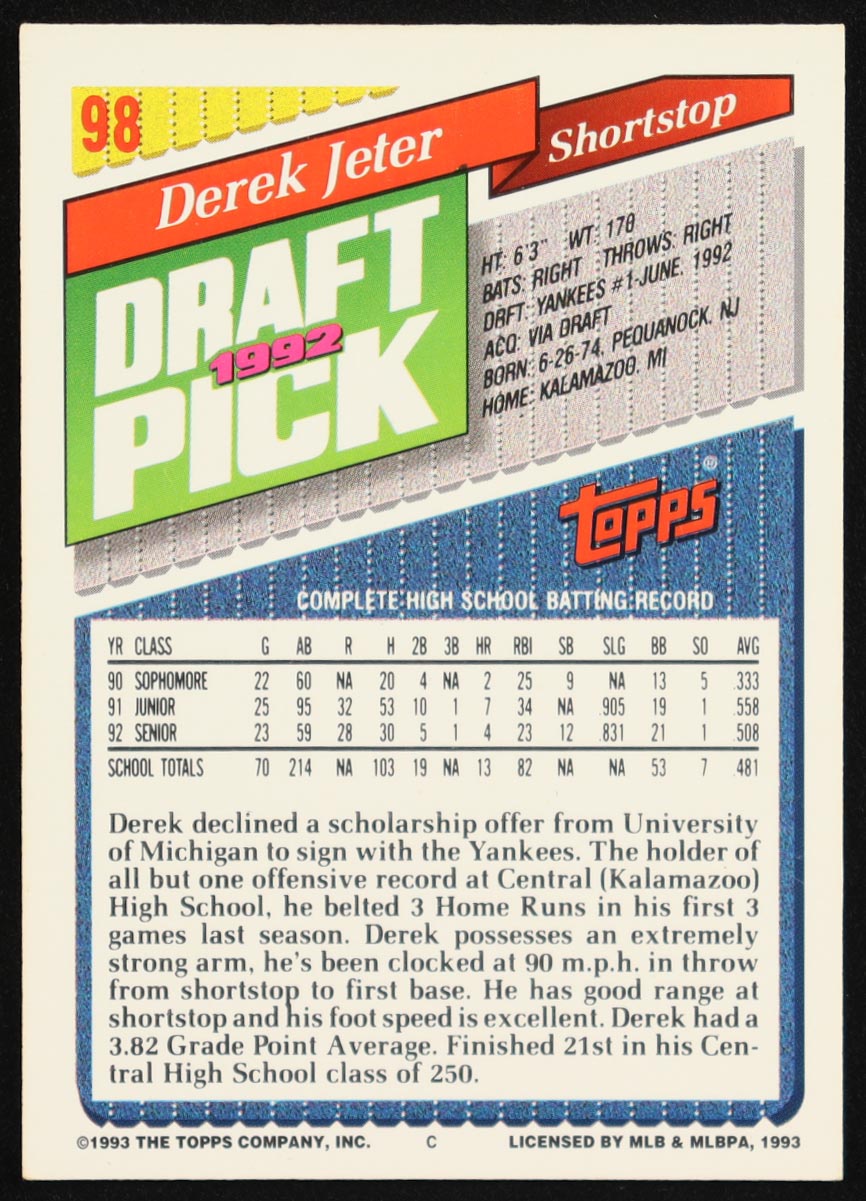 98
Derek Jeter
Shortstop
DRAFT
1992
PICK
HT: 6'3" WT: 170
BATS: RIGHT THROWS: RIGHT
DRFT: YANKEES #1-JUNE, 1992
ACQ: VIA DRAFT
BORN: 6-26-74, PEQUANOCK, NJ
HOME: KALAMAZOO, MI
Topps®
COMPLETE HIGH SCHOOL BATTING RECORD
YR CLASS G AB R H 2B 3B HR RBI SB SLG BB SO AVG
90 SOPHOMORE 22 60 NA 20 4 NA 2 25 9 NA 13 5 .333
91 JUNIOR 25 95 32 53 10 1 7 34 NA .905 19 1 .558
92 SENIOR 23 59 28 30 5 1 4 23 12 .831 21 1 .508
SCHOOL TOTALS 70 214 NA 103 19 NA 13 82 NA NA 53 7 .481
Derek declined a scholarship offer from University
of Michigan to sign with the Yankees. The holder of
all but one offensive record at Central (Kalamazoo)
High School, he belted 3 Home Runs in his first 3
games last season. Derek possesses an extremely
strong arm, he's been clocked at 90 m.p.h. in throw
from shortstop to first base. He has good range at
shortstop and his foot speed is excellent. Derek had a
3.82 Grade Point Average. Finished 21st in his Cen-
tral High School class of 250.
©1993 THE TOPPS COMPANY, INC. C LICENSED BY MLB & MLBPA, 1993